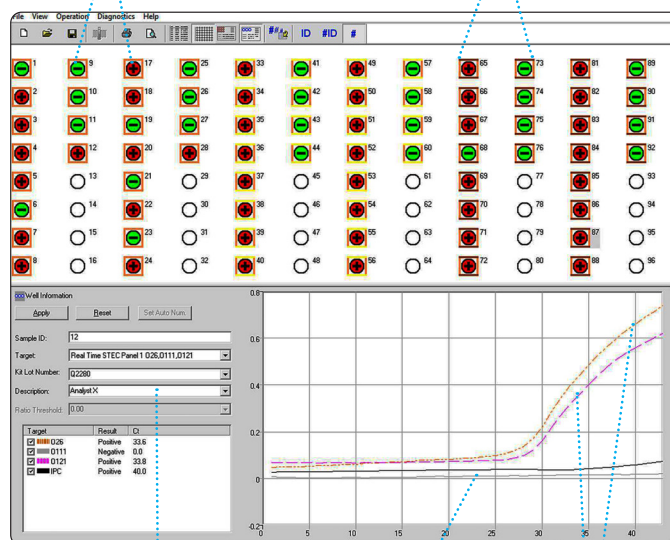 File View Operation Diagnostics Help
ID #ID #
1 9 17 25 33 41 49 57 65 73 81 89
2 10 18 26 34 42 50 58 66 74 82 90
3 11 19 27 35 43 51 59 67 75 83 91
4 12 20 28 36 44 52 60 68 76 84 92
5 13 21 29 37 45 53 61 69 77 85 93
6 14 22 30 38 46 54 62 70 78 86 94
7 15 23 31 39 47 55 63 71 79 87 95
8 16 24 32 40 48 56 64 72 80 88 96
Well Information
Apply Reset Set Auto Num.
Sample ID: 12
Target: Real Time STEC Panel 1 O26,O111,O121
Kit Lot Number: Q2280
Description: Analyst X
Ratio Threshold: 0.00
Target Result Ct
O26 Positive 33.6
O111 Negative 0.0
O121 Positive 33.8
IPC Positive 40.0
0.8
0.6
0.4
0.2
0
-0.2
0 5 10 15 20 25 30 35 40